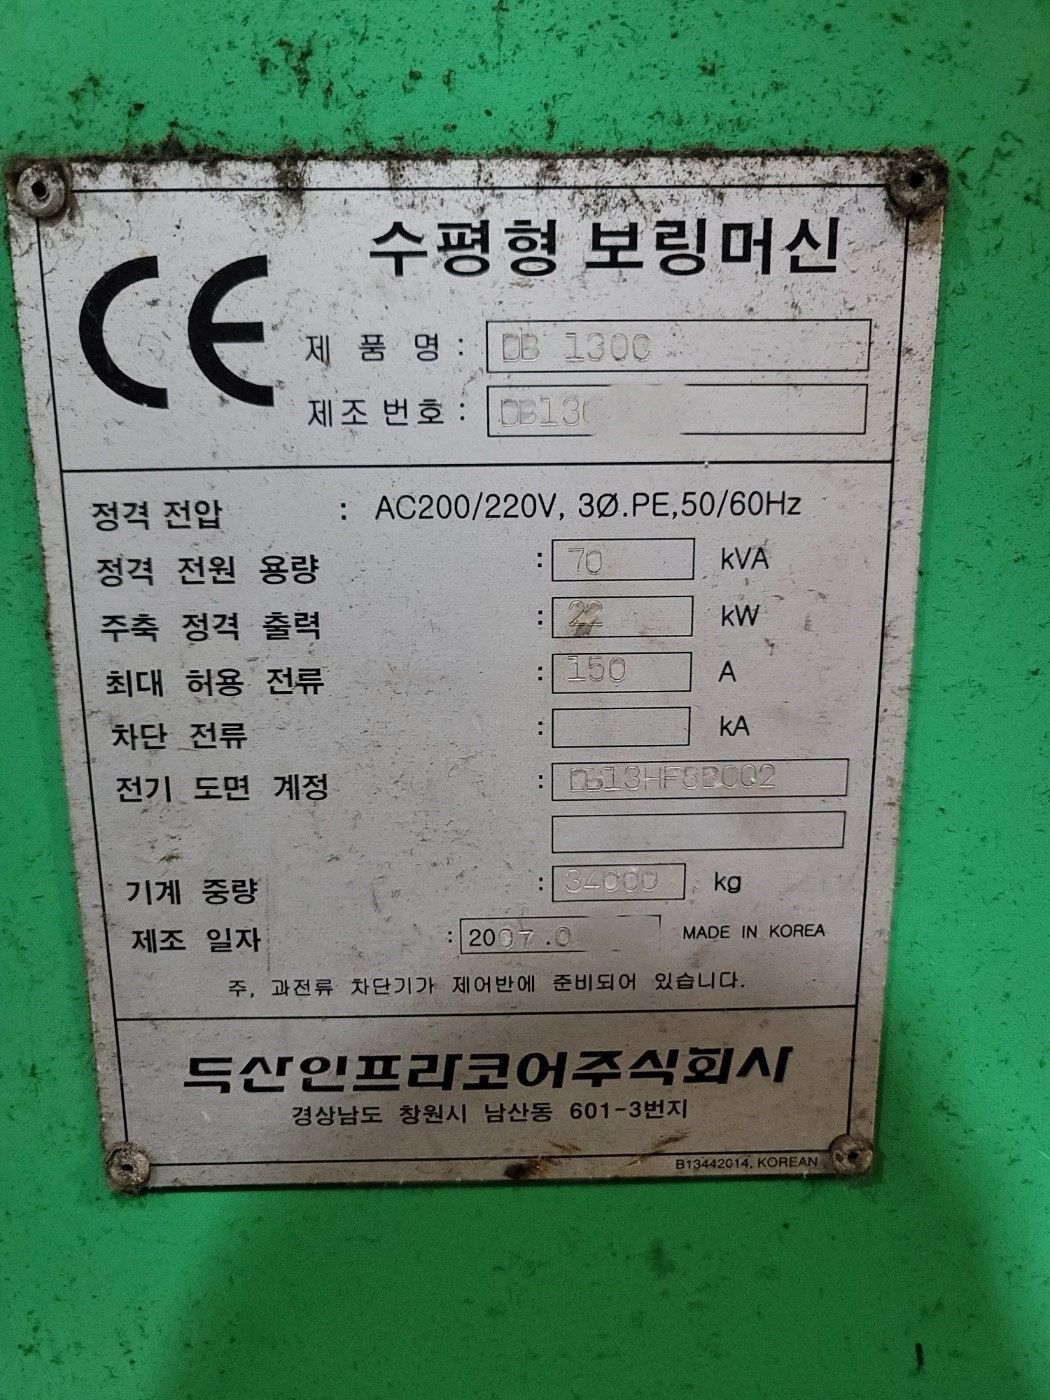 CE
수평형 보링머신
제 품 명 : DB 130C
제조번호 : DB13
정격 전압 : AC200/220V, 3Ø.PE,50/60Hz
정격 전원 용량 : 70 kVA
주축 정격 출력 : 22 kW
최대 허용 전류 : 150 A
차단 전류 : kA
전기 도면 계정 :
기계 중량 : 34000 kg
제조 일자 : 2007.0 MADE IN KOREA
주, 과전류 차단기가 제어반에 준비되어 있습니다.
두산인프라코어주식회사
경상남도 창원시 남산동 601-3번지
B13442014, KOREAN